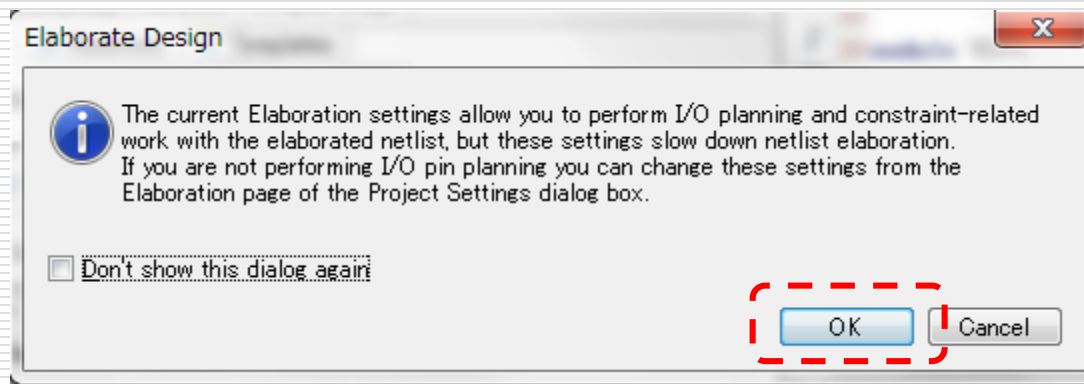 Elaborate Design
The current Elaboration settings allow you to perform I/O planning and constraint-related
work with the elaborated netlist, but these settings slow down netlist elaboration.
If you are not performing I/O pin planning you can change these settings from the
Elaboration page of the Project Settings dialog box.
Don't show this dialog again
OK
Cancel